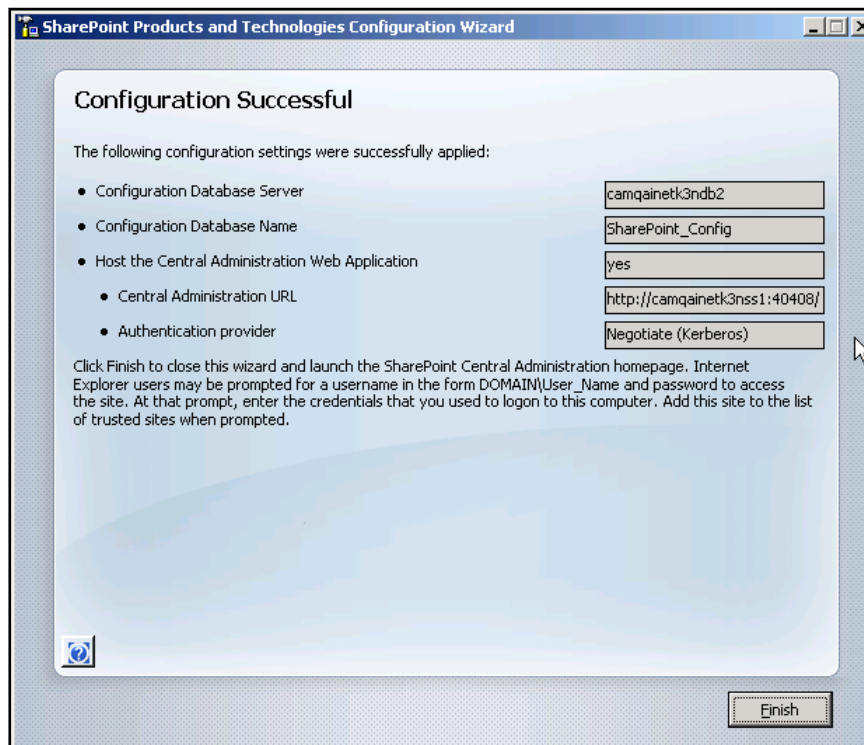 SharePoint Products and Technologies Configuration Wizard
Configuration Successful
The following configuration settings were successfully applied:
Configuration Database Server
camqainetk3ndb2
Configuration Database Name
SharePoint_Config
Host the Central Administration Web Application
yes
Central Administration URL
http://camqainetk3nss1:40408/
Authentication provider
Negotiate (Kerberos)
Click Finish to close this wizard and launch the SharePoint Central Administration homepage. Internet
Explorer users may be prompted for a username in the form DOMAIN\User_Name and password to access
the site. At that prompt, enter the credentials that you used to logon to this computer. Add this site to the list
of trusted sites when prompted.
Finish